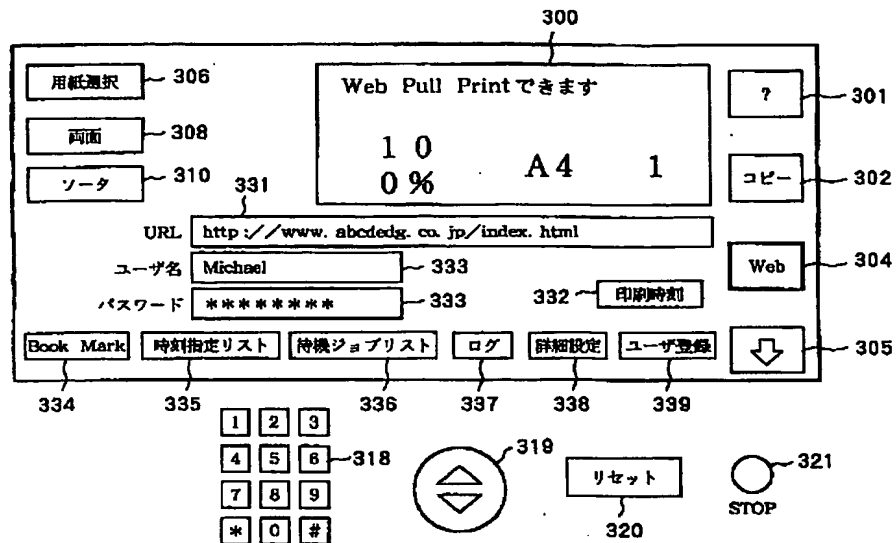 300
用紙選択 306
Web Pull Printできます
? 301
両面 308
10
0% A4 1
ソータ 310
コピー 302
331
URL http://www. abcdedg. co. jp/index. html
ユーザ名 Michael 333
Web 304
パスワード ******** 333
332 印刷時刻
Book Mark 時刻指定リスト 待機ジョブリスト ログ 詳細設定 ユーザ登録 305
334 335 336 337 338 339
1 2 3
4 5 6 318
7 8 9
* 0 #
319
リセット
320
321
STOP